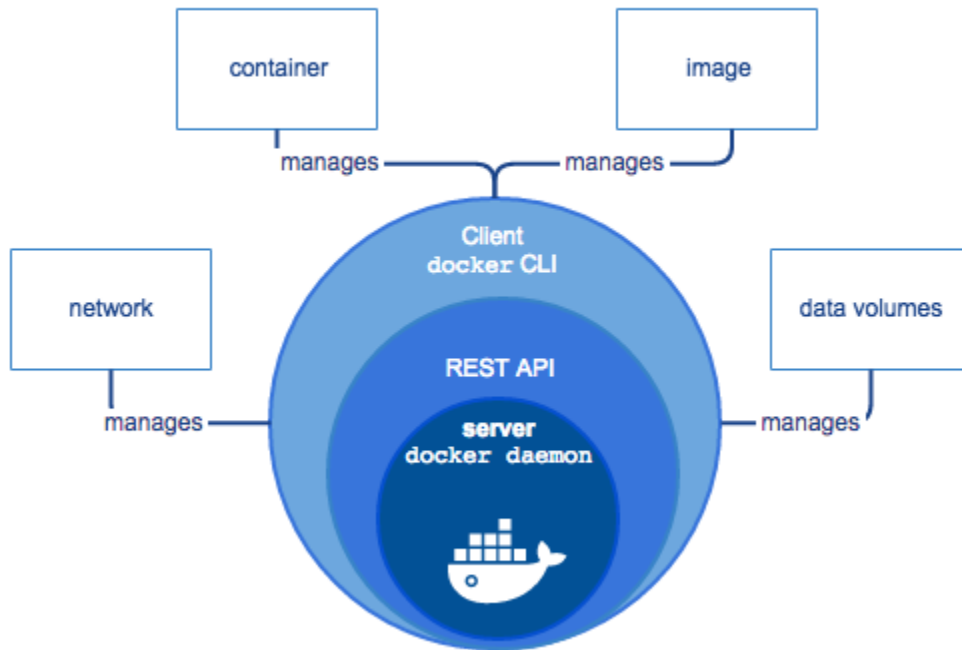 container
image
manages
manages
Client
docker CLI
network
data volumes
REST API
manages
manages
server
docker daemon